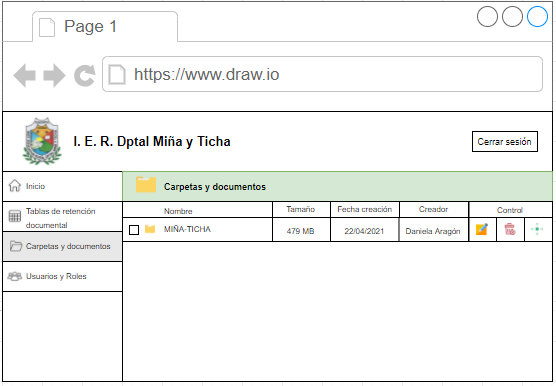 Page 1
https://www.draw.io
I. E. R. Dptal Miña y Ticha
Cerrar sesión
Inicio
Tablas de retención
documental
Carpetas y documentos
Usuarios y Roles
Carpetas y documentos
Nombre Tamaño Fecha creación Creador Control
MIÑA-TICHA 479 MB 22/04/2021 Daniela Aragón